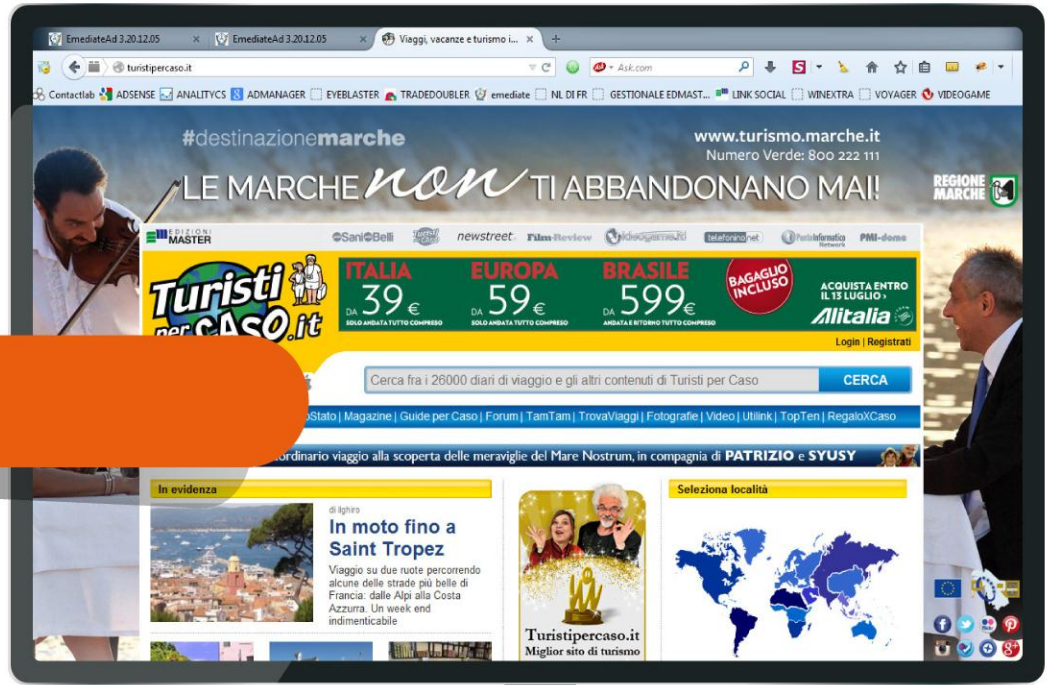 EmediateAd 3.20.12.05
EmediateAd 3.20.12.05
Viaggi, vacanze e turismo i...
turistipercaso.it
Ask.com
Contactlab ADSENSE ANALITYCS ADMANAGER EYEBLASTER TRADEDOUBLER emediate NL DI FR GESTIONALE EDMAST... LINK SOCIAL WINEXTRA VOYAGER VIDEOGAME
#destinazionemarche
www.turismo.marche.it
Numero Verde: 800 222 111
LE MARCHE non TI ABBANDONANO MAI!
REGIONE
MARCHE
EDIZIONI
MASTER
Sani&Belli
newstreet
Film-Review
telefonino.net
PuntoInformatico
Network
PMI-dome
Turisti
per CASO.it
ITALIA
DA 39€
SOLO ANDATA TUTTO COMPRESO
EUROPA
DA 59€
SOLO ANDATA TUTTO COMPRESO
BRASILE
DA 599€
ANDATA E RITORNO TUTTO COMPRESO
BAGAGLIO
INCLUSO
ACQUISTA ENTRO
IL 13 LUGLIO ›
Alitalia
Login | Registrati
Cerca fra i 26000 diari di viaggio e gli altri contenuti di Turisti per Caso
CERCA
Stato | Magazine | Guide per Caso | Forum | TamTam | TrovaViaggi | Fotografie | Video | Utilink | TopTen | RegaloXCaso
ordinario viaggio alla scoperta delle meraviglie del Mare Nostrum, in compagnia di PATRIZIO e SYUSY
In evidenza
di lghiro
In moto fino a
Saint Tropez
Viaggio su due ruote percorrendo
alcune delle strade più belle di
Francia: dalle Alpi alla Costa
Azzurra. Un week end
indimenticabile
Turistipercaso.it
Miglior sito di turismo
Seleziona località